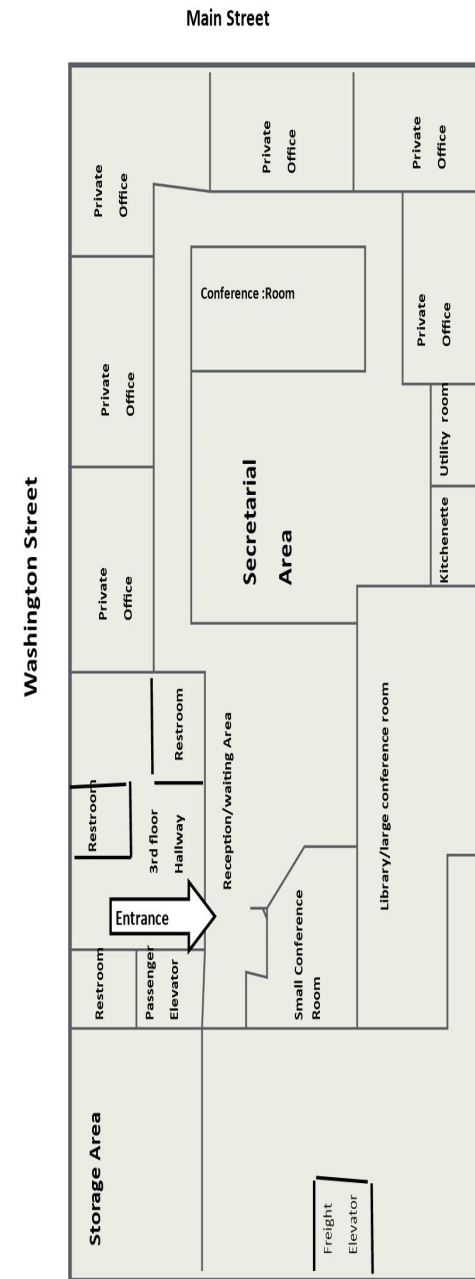 Main Street
Washington Street
Private
Office
Private
Office
Private
Office
Conference :Room
Private
Office
Private
Office
Utility room
Secretarial
Area
Kitchenette
Private
Office
Restroom
Reception/waiting Area
Library/large conference room
Restroom
3rd floor
Hallway
Entrance
Small Conference
Room
Restroom
Passenger
Elevator
Storage Area
Freight
Elevator